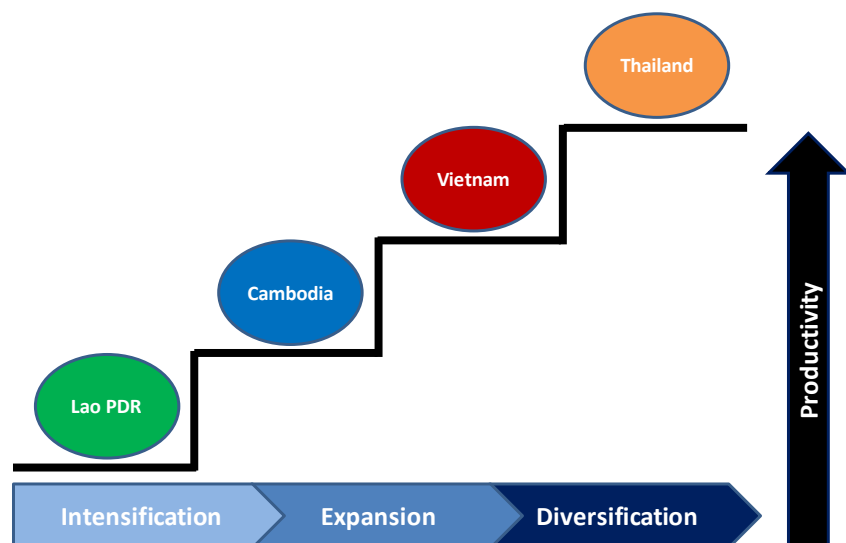 Thailand
Vietnam
Cambodia
Lao PDR
Productivity
Intensification
Expansion
Diversification